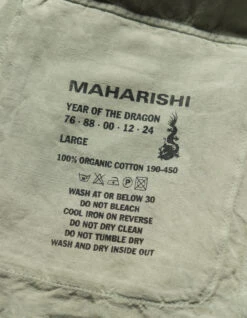 MAHARISHI
YEAR OF THE DRAGON
76-88-00-12-24
LARGE
100% ORGANIC COTTON 190-450
WASH AT OR BELOW 30
DO NOT BLEACH
COOL IRON ON REVERSE
DO NOT DRY CLEAN
DO NOT TUMBLE DRY
WASH AND DRY INSIDE OUT